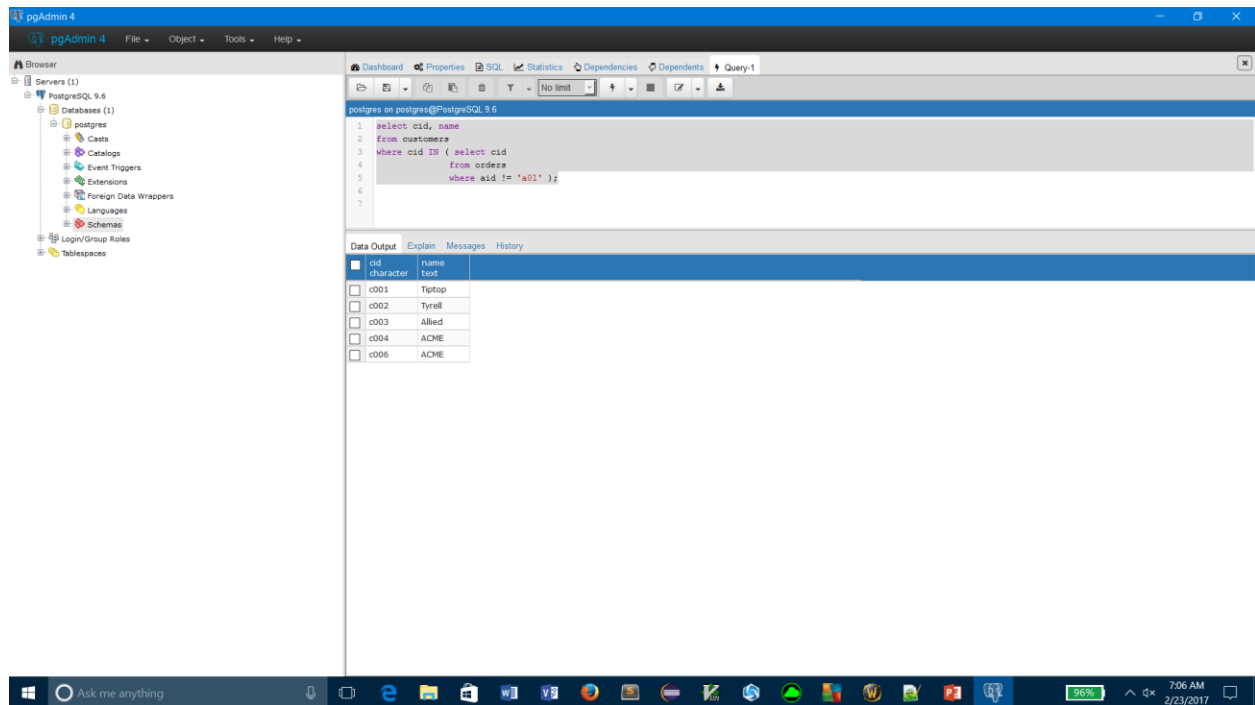 pgAdmin 4
pgAdmin 4 File Object Tools Help
Browser
Servers (1)
PostgreSQL 9.6
Databases (1)
postgres
Casts
Catalogs
Event Triggers
Extensions
Foreign Data Wrappers
Languages
Schemas
Login/Group Roles
Tablespaces
Dashboard Properties SQL Statistics Dependencies Dependents Query-1
No limit
postgres on postgres@PostgreSQL 9.6
1 select cid, name
2 from customers
3 where cid IN ( select cid
4 from orders
5 where aid != 'a01' );
6
7
Data Output Explain Messages History
cid name
character text
c001 Tiptop
c002 Tyrell
c003 Allied
c004 ACME
c006 ACME
Ask me anything
96%
7:06 AM
2/23/2017